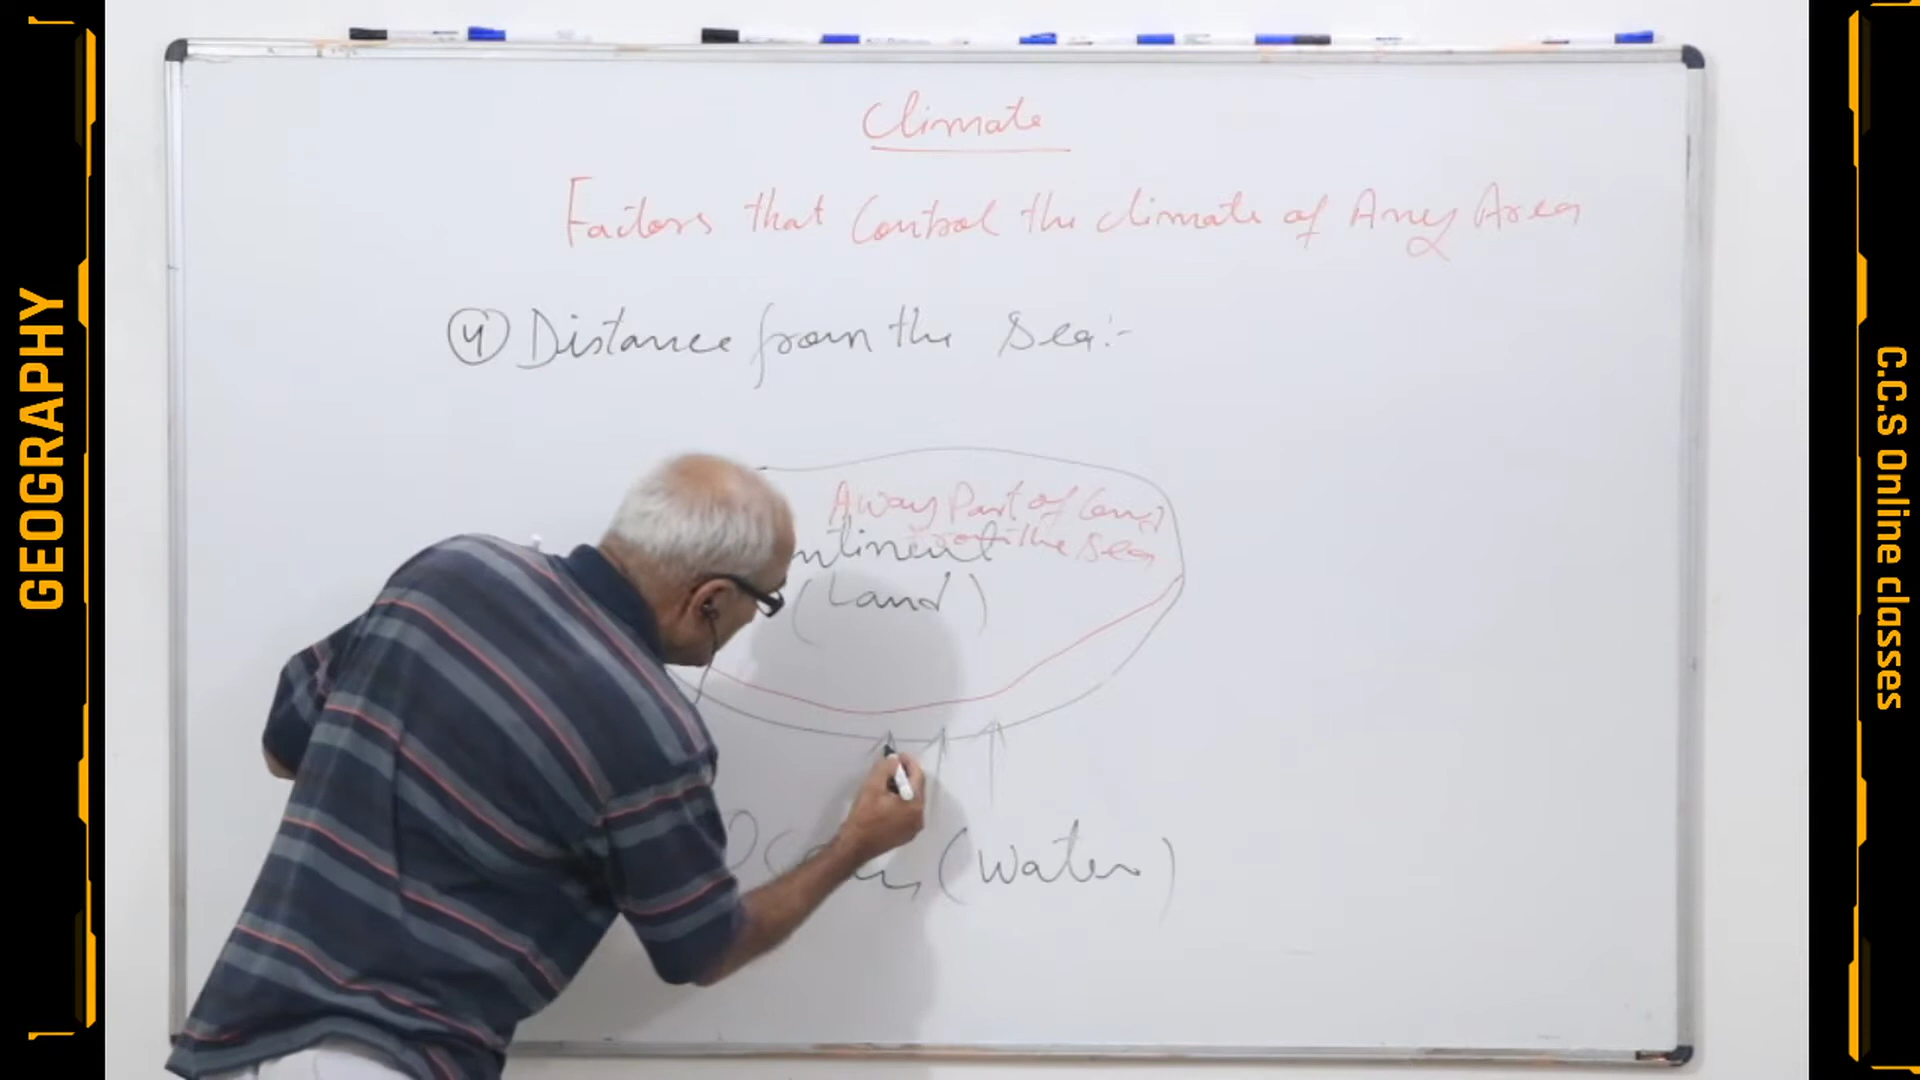 GEOGRAPHY
Climate
Factors that Control the climate of Any Area
④ Distance from the Sea:-
Away Part of
the Sea
ntinent
(Land)
(Water)
C.C.S Online classes